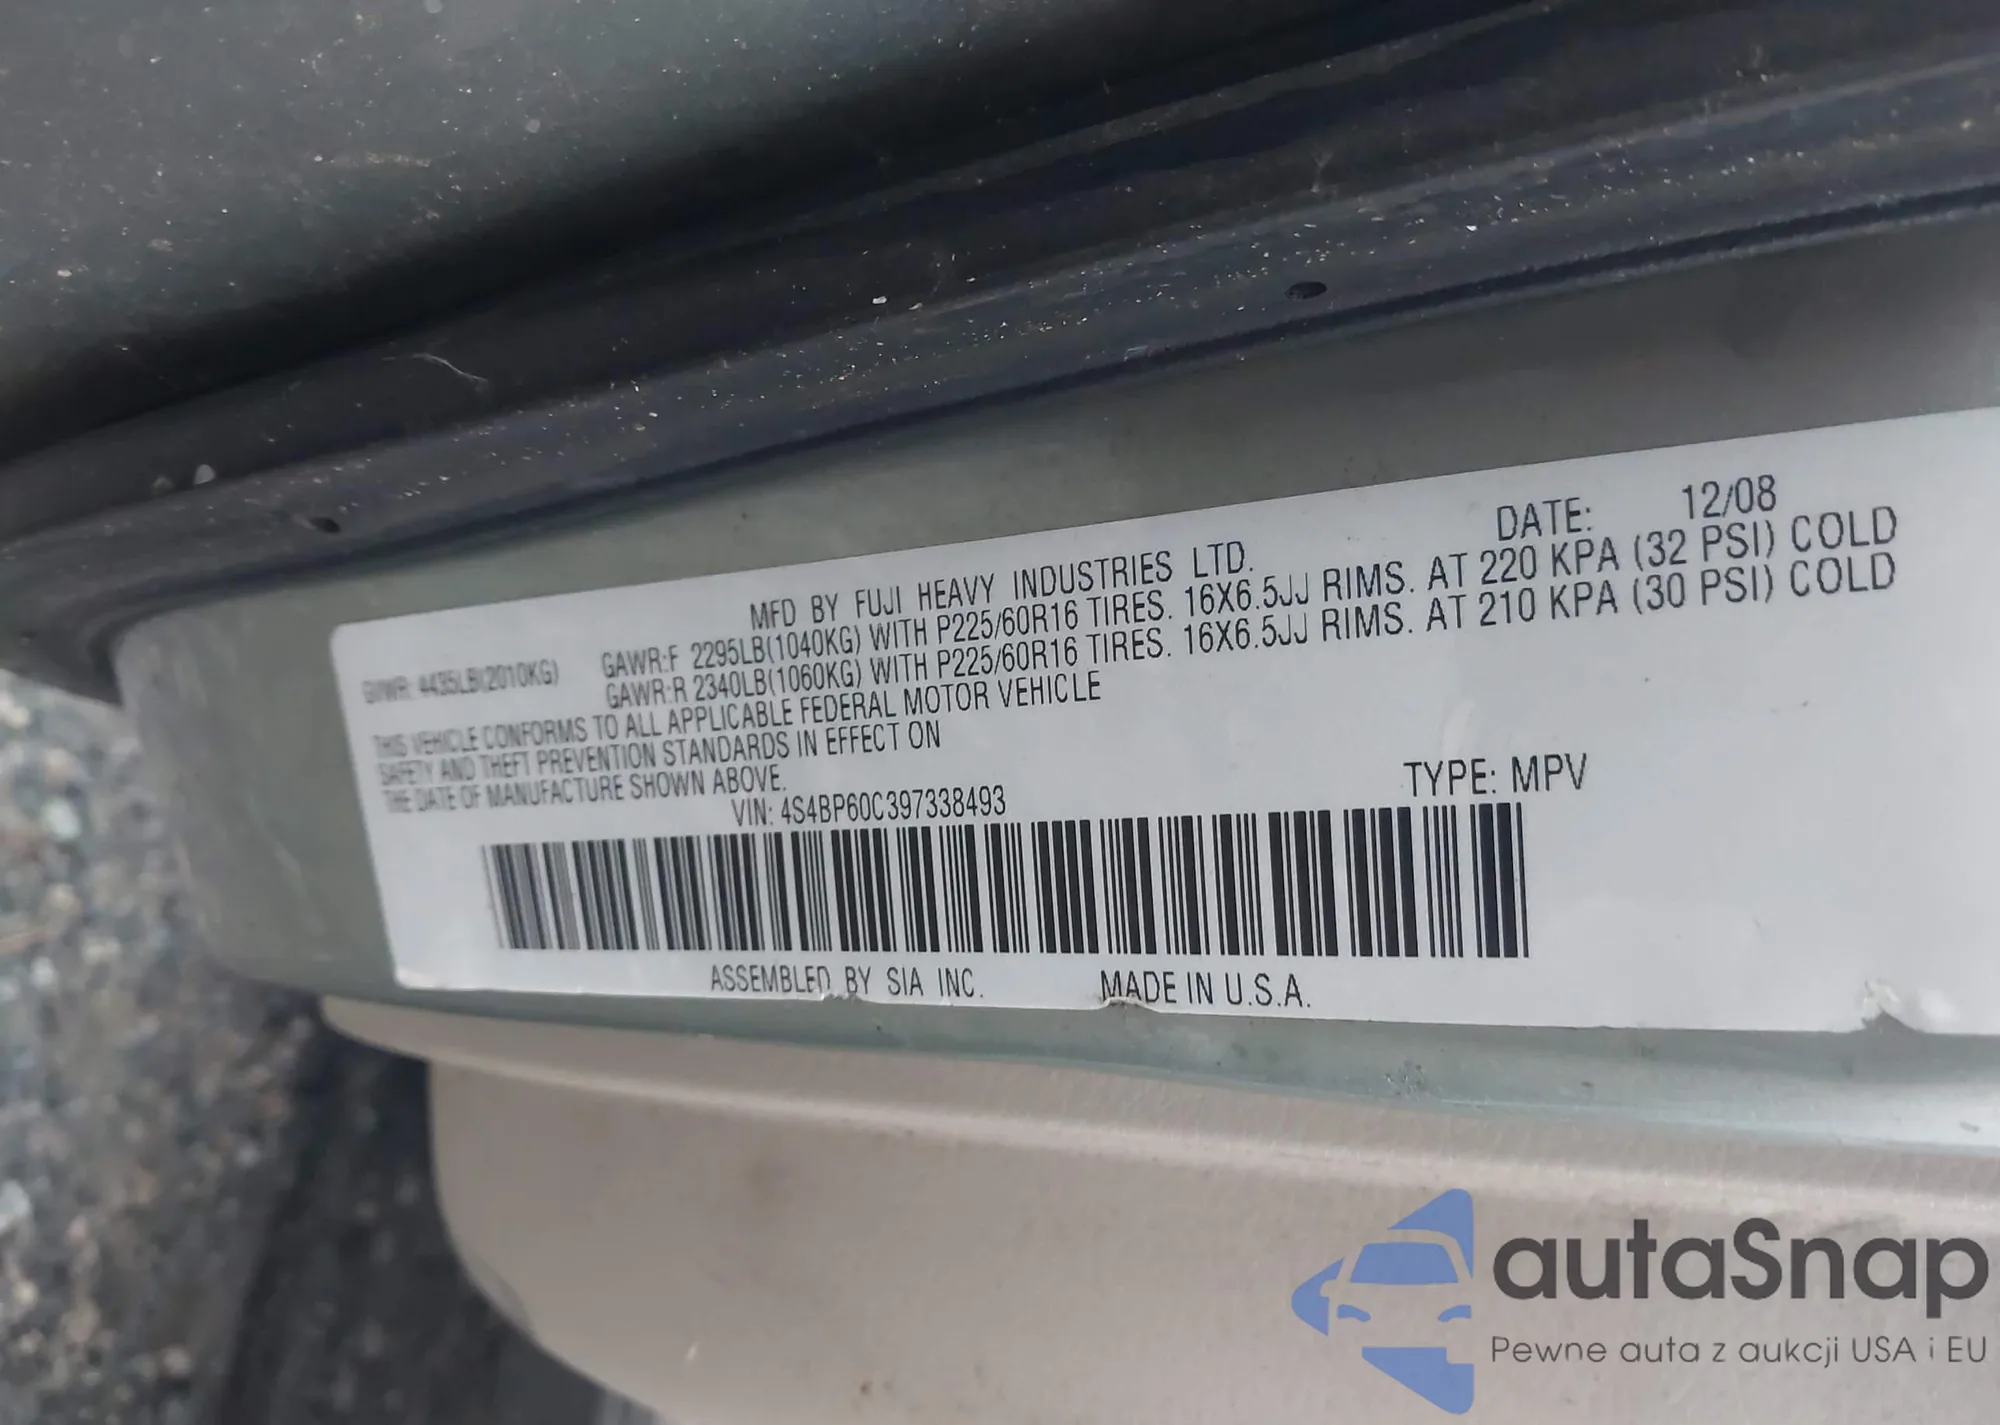 MFD BY FUJI HEAVY INDUSTRIES LTD. DATE: 12/08
GVWR: 4435LB(2010KG) GAWR:F 2295LB(1040KG) WITH P225/60R16 TIRES. 16X6.5JJ RIMS. AT 220 KPA (32 PSI) COLD
GAWR:R 2340LB(1060KG) WITH P225/60R16 TIRES. 16X6.5JJ RIMS. AT 210 KPA (30 PSI) COLD
THIS VEHICLE CONFORMS TO ALL APPLICABLE FEDERAL MOTOR VEHICLE
SAFETY AND THEFT PREVENTION STANDARDS IN EFFECT ON
THE DATE OF MANUFACTURE SHOWN ABOVE.
VIN: 4S4BP60C397338493 TYPE: MPV
ASSEMBLED BY SIA INC. MADE IN U.S.A.
autaSnap
Pewne auta z aukcji USA i EU